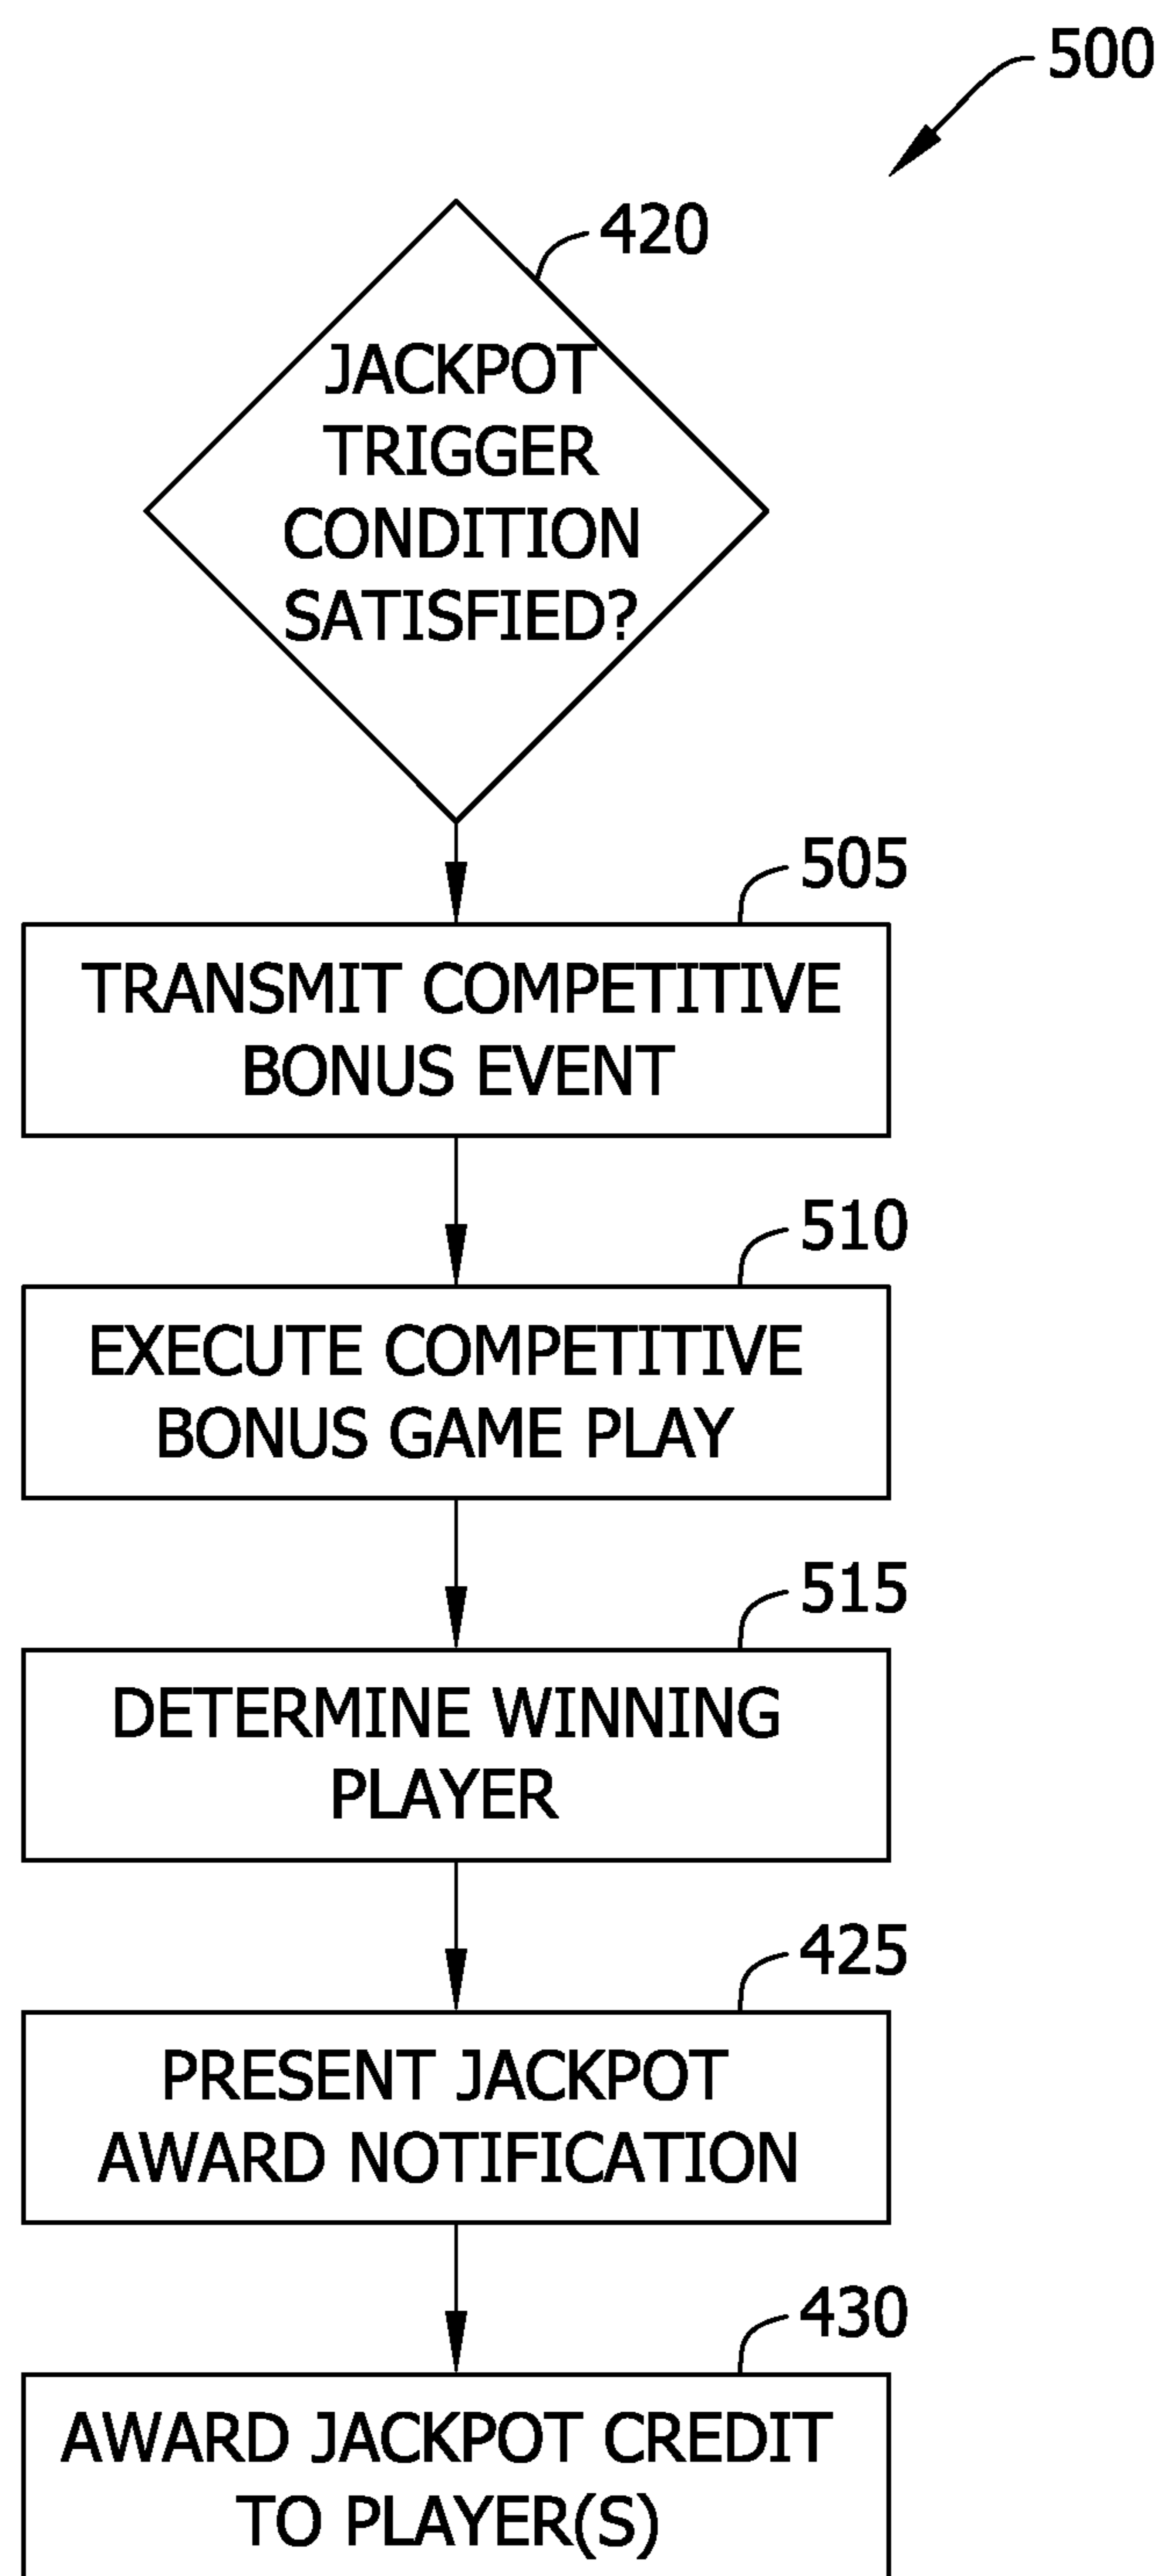 500
420
JACKPOT
TRIGGER
CONDITION
SATISFIED?
505
TRANSMIT COMPETITIVE
BONUS EVENT
510
EXECUTE COMPETITIVE
BONUS GAME PLAY
515
DETERMINE WINNING
PLAYER
425
PRESENT JACKPOT
AWARD NOTIFICATION
430
AWARD JACKPOT CREDIT
TO PLAYER(S)